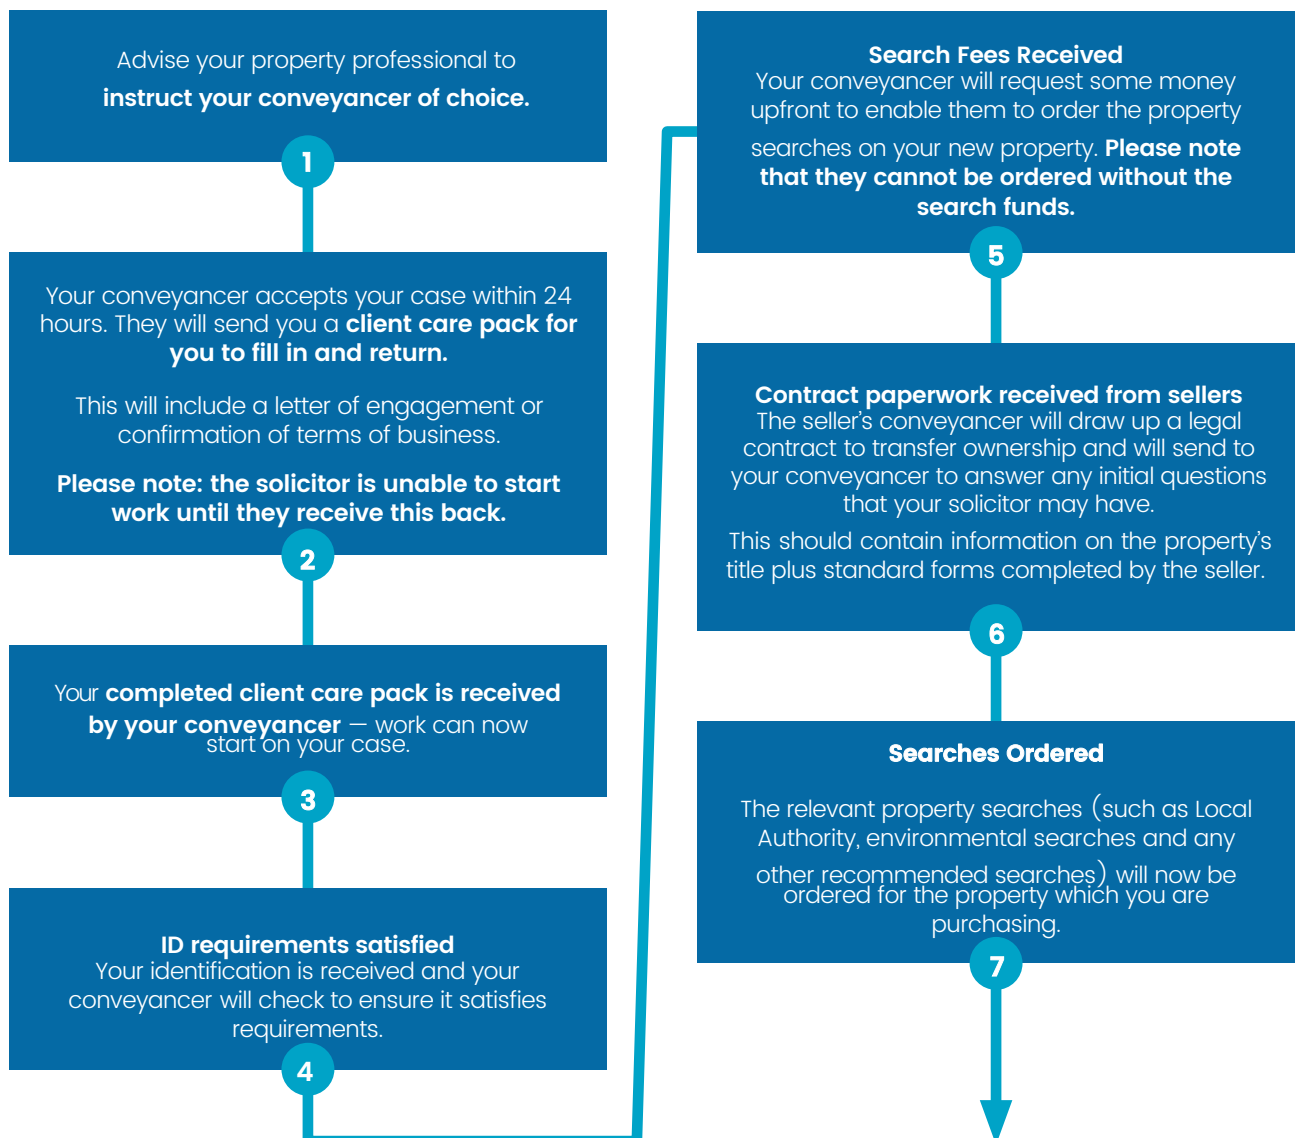 Advise your property professional to
instruct your conveyancer of choice.
1
Your conveyancer accepts your case within 24
hours. They will send you a client care pack for
you to fill in and return.
This will include a letter of engagement or
confirmation of terms of business.
Please note: the solicitor is unable to start
work until they receive this back.
2
Your completed client care pack is received
by your conveyancer — work can now
start on your case.
3
ID requirements satisfied
Your identification is received and your
conveyancer will check to ensure it satisfies
requirements.
4
Search Fees Received
Your conveyancer will request some money
upfront to enable them to order the property
searches on your new property. Please note
that they cannot be ordered without the
search funds.
5
Contract paperwork received from sellers
The seller's conveyancer will draw up a legal
contract to transfer ownership and will send to
your conveyancer to answer any initial questions
that your solicitor may have.
This should contain information on the property's
title plus standard forms completed by the seller.
6
Searches Ordered
The relevant property searches (such as Local
Authority, environmental searches and any
other recommended searches) will now be
ordered for the property which you are
purchasing.
7